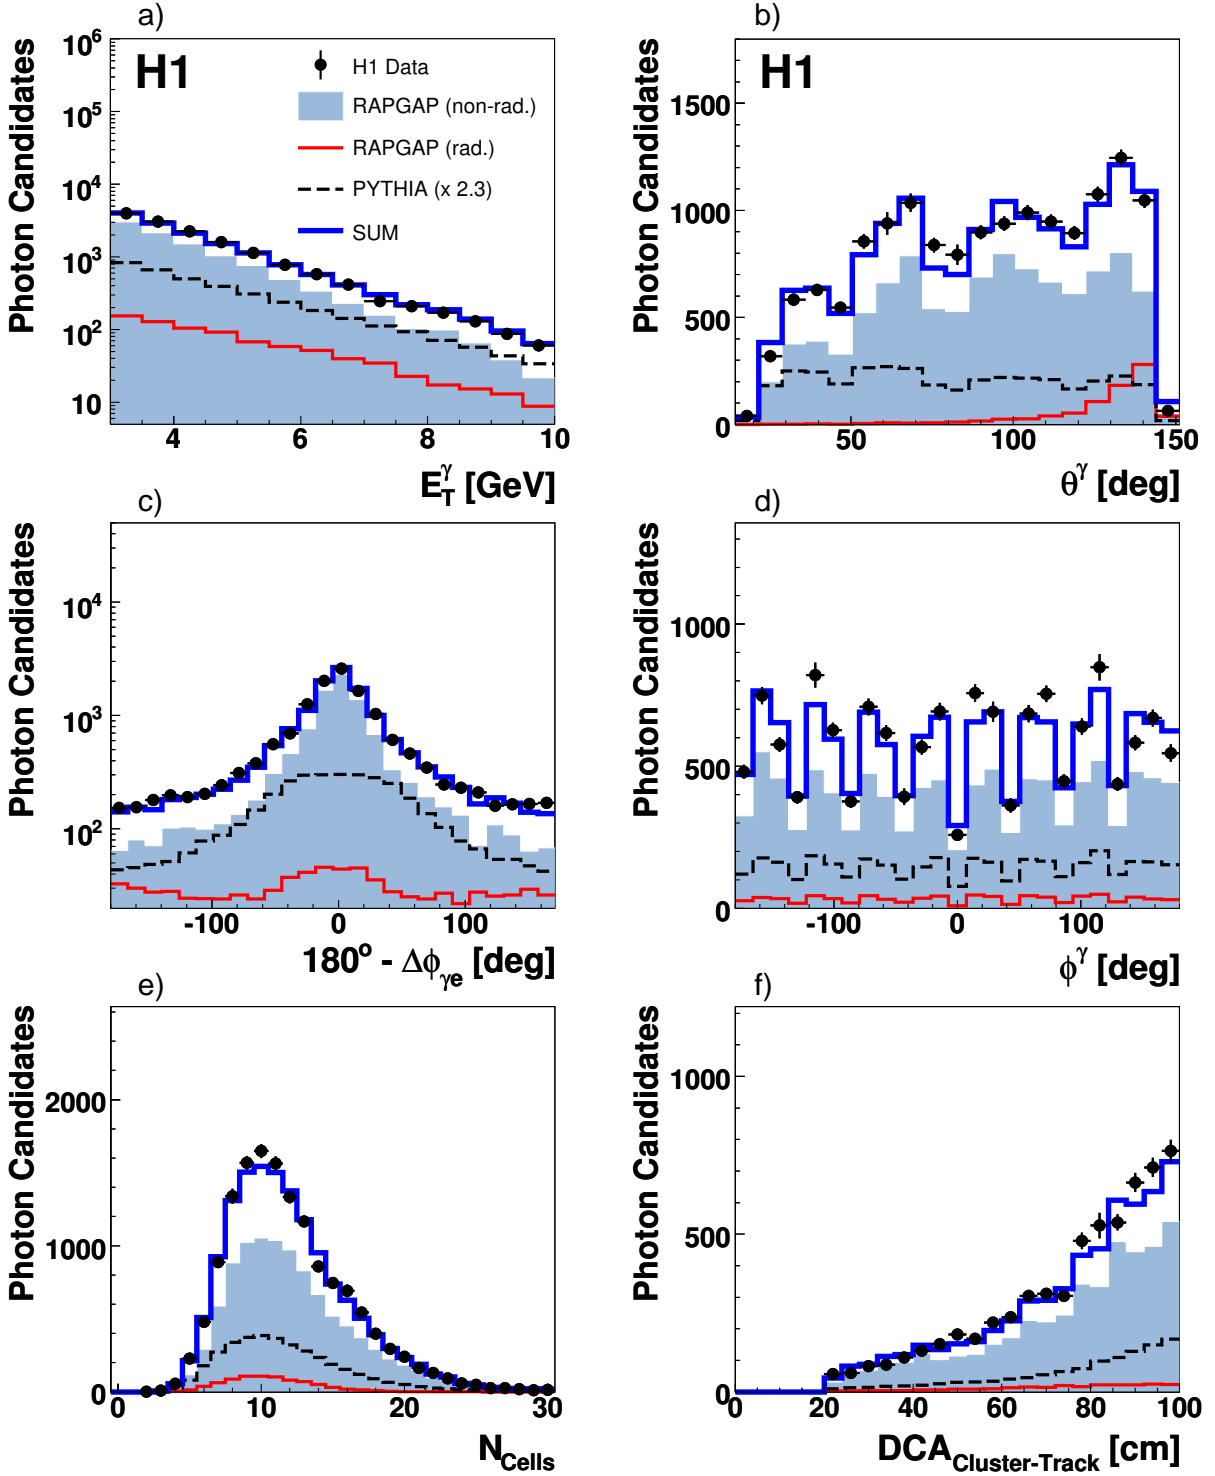 a)
Photon Candidates
10^6
10^5
10^4
10^3
10^2
10
H1
H1 Data
RAPGAP (non-rad.)
RAPGAP (rad.)
PYTHIA (x 2.3)
SUM
4 6 8 10
E_T^γ [GeV]
b)
Photon Candidates
1500
1000
500
0
H1
50 100 150
θ^γ [deg]
c)
Photon Candidates
10^4
10^3
10^2
-100 0 100
180° - Δϕ_γe [deg]
d)
Photon Candidates
1000
500
0
-100 0 100
ϕ^γ [deg]
e)
Photon Candidates
2000
1000
0
0 10 20 30
N_Cells
f)
Photon Candidates
1000
500
0
0 20 40 60 80 100
DCA_Cluster-Track [cm]